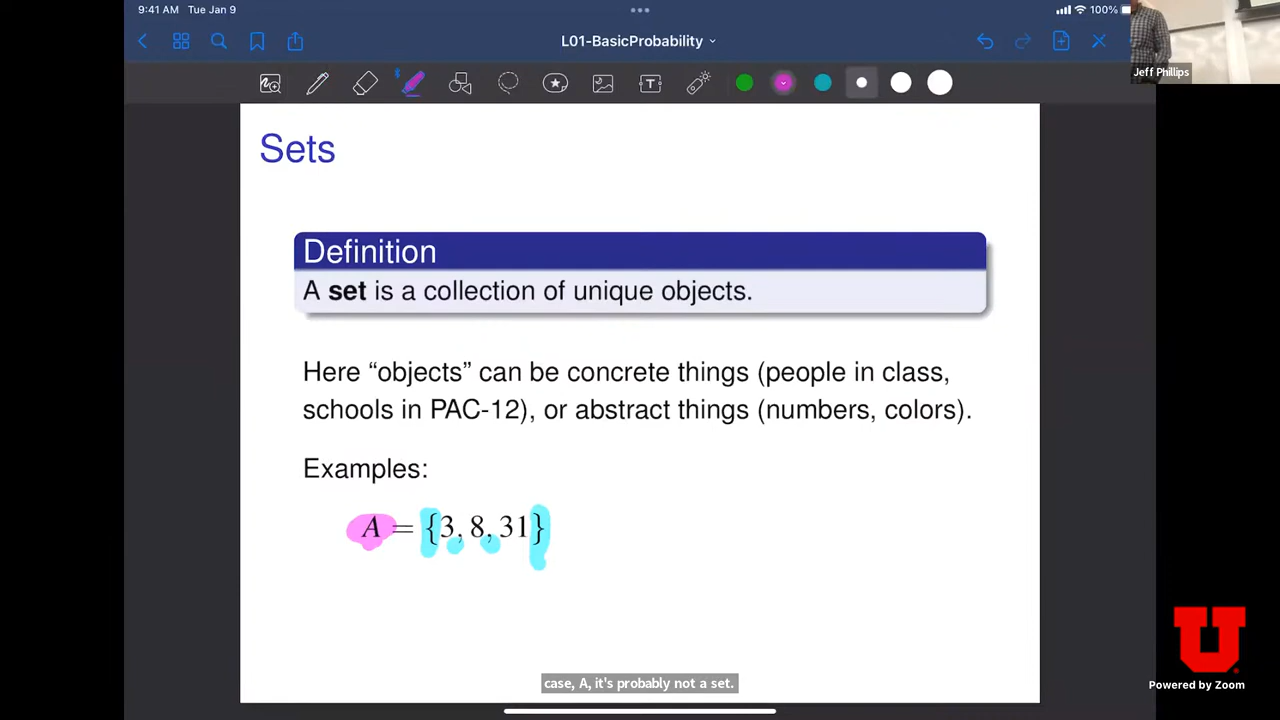 9:41 AM Tue Jan 9
100%
L01-BasicProbability
Jeff Phillips
T
Sets
Definition
A set is a collection of unique objects.
Here “objects” can be concrete things (people in class,
schools in PAC-12), or abstract things (numbers, colors).
Examples:
A = {3, 8, 31}
case, A, it's probably not a set.
U
Powered by Zoom